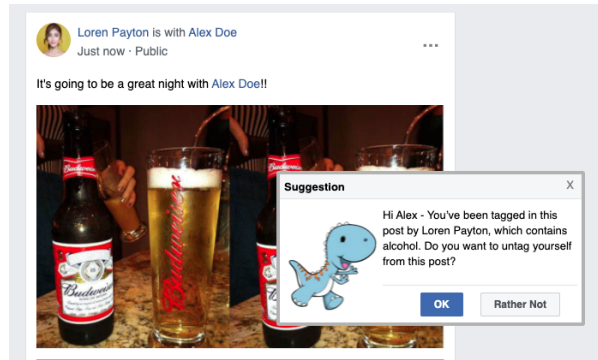 Loren Payton is with Alex Doe
Just now · Public
It's going to be a great night with Alex Doe!!
Budweiser
Budweiser
Budweiser
Suggestion
X
Hi Alex - You've been tagged in this
post by Loren Payton, which contains
alcohol. Do you want to untag yourself
from this post?
OK
Rather Not